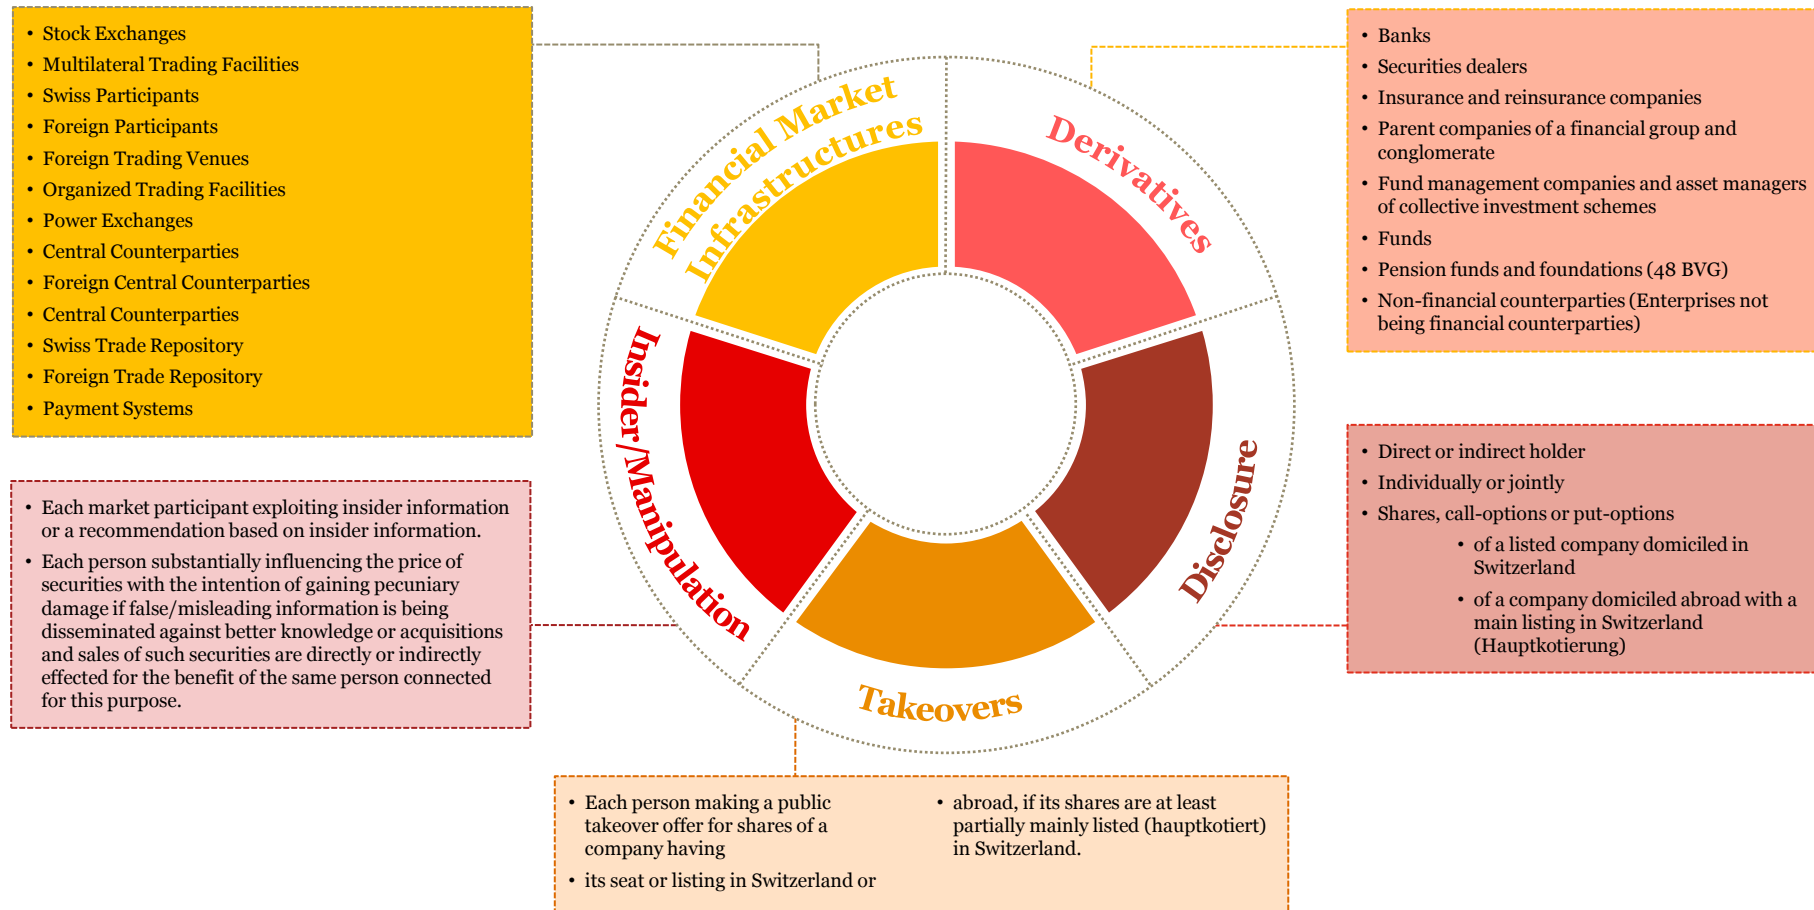 • Stock Exchanges
• Multilateral Trading Facilities
• Swiss Participants
• Foreign Participants
• Foreign Trading Venues
• Organized Trading Facilities
• Power Exchanges
• Central Counterparties
• Foreign Central Counterparties
• Central Counterparties
• Swiss Trade Repository
• Foreign Trade Repository
• Payment Systems
Financial Market
Infrastructures
Derivatives
• Banks
• Securities dealers
• Insurance and reinsurance companies
• Parent companies of a financial group and
conglomerate
• Fund management companies and asset managers
of collective investment schemes
• Funds
• Pension funds and foundations (48 BVG)
• Non-financial counterparties (Enterprises not
being financial counterparties)
Insider/Manipulation
• Each market participant exploiting insider information
or a recommendation based on insider information.
• Each person substantially influencing the price of
securities with the intention of gaining pecuniary
damage if false/misleading information is being
disseminated against better knowledge or acquisitions
and sales of such securities are directly or indirectly
effected for the benefit of the same person connected
for this purpose.
Disclosure
• Direct or indirect holder
• Individually or jointly
• Shares, call-options or put-options
• of a listed company domiciled in
Switzerland
• of a company domiciled abroad with a
main listing in Switzerland
(Hauptkotierung)
Takeovers
• Each person making a public
takeover offer for shares of a
company having
• its seat or listing in Switzerland or
• abroad, if its shares are at least
partially mainly listed (hauptkotiert)
in Switzerland.